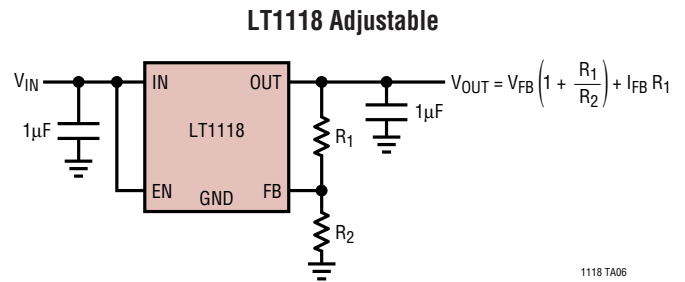 LT1118 Adjustable
V_IN
IN
OUT
V_OUT = V_FB (1 + R_1/R_2) + I_FB R_1
1μF
LT1118
R_1
1μF
EN
GND
FB
R_2
1118 TA06